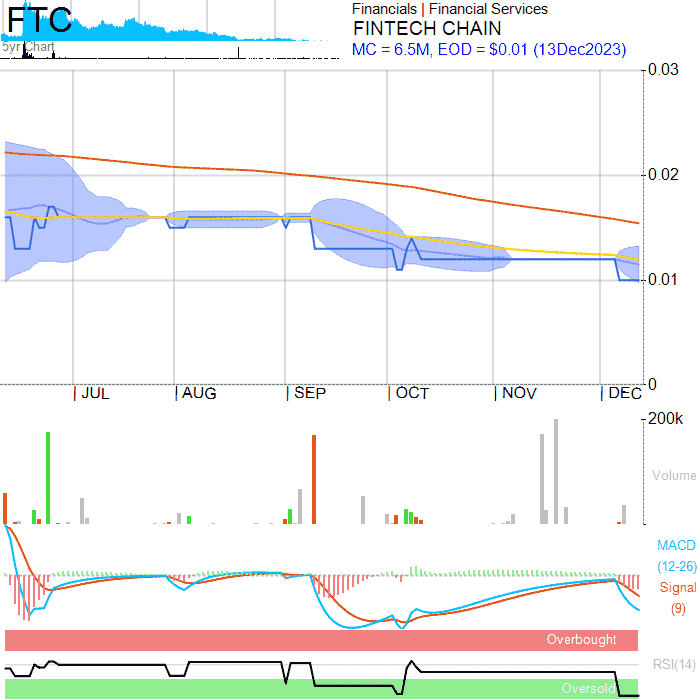 FTC
5yr Chart
Financials | Financial Services
FINTECH CHAIN
MC = 6.5M, EOD = $0.01 (13Dec2023)
0.03
0.02
0.01
0
| JUL | AUG | SEP | OCT | NOV | DEC
200k
Volume
MACD
(12-26)
Signal
(9)
Overbought
RSI(14)
Oversold